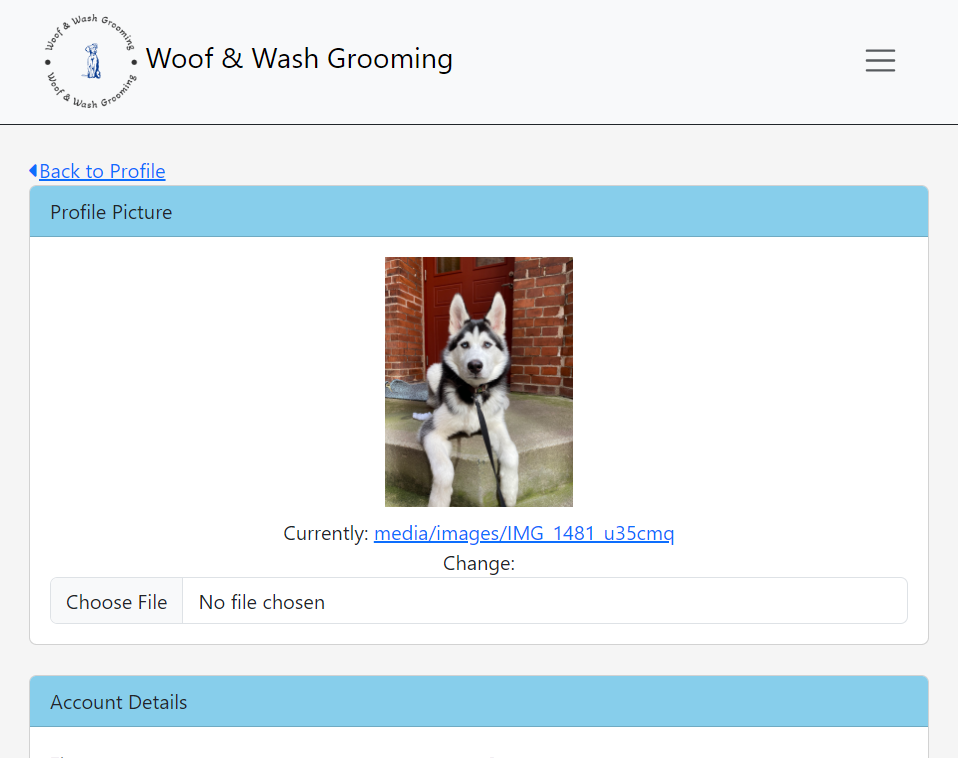 Woof & Wash Grooming
Woof & Wash Grooming
Woof & Wash Grooming
Back to Profile
Profile Picture
Currently: media/images/IMG_1481_u35cmq
Change:
Choose File No file chosen
Account Details